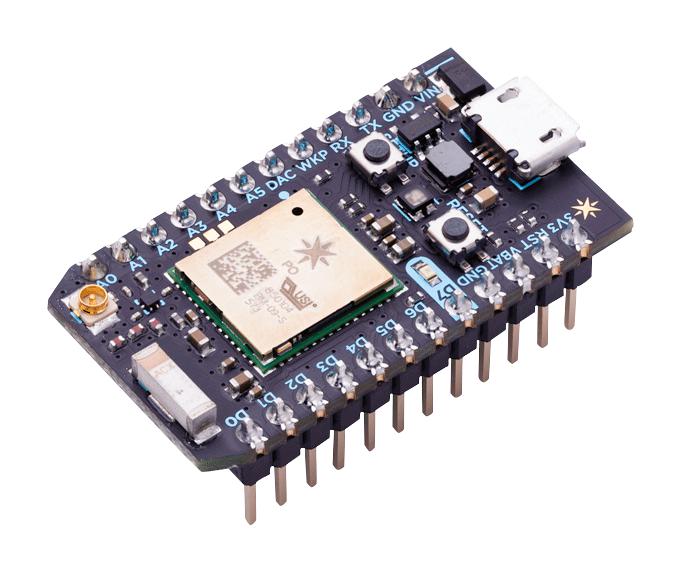 VIN
GND
TX
RX
WKP
DAC
A5
A4
A3
A2
A1
A0
RESET
3V3
RST
VBAT
GND
D7
D6
D5
D4
D3
D2
D1
D0
P0
USI
850104